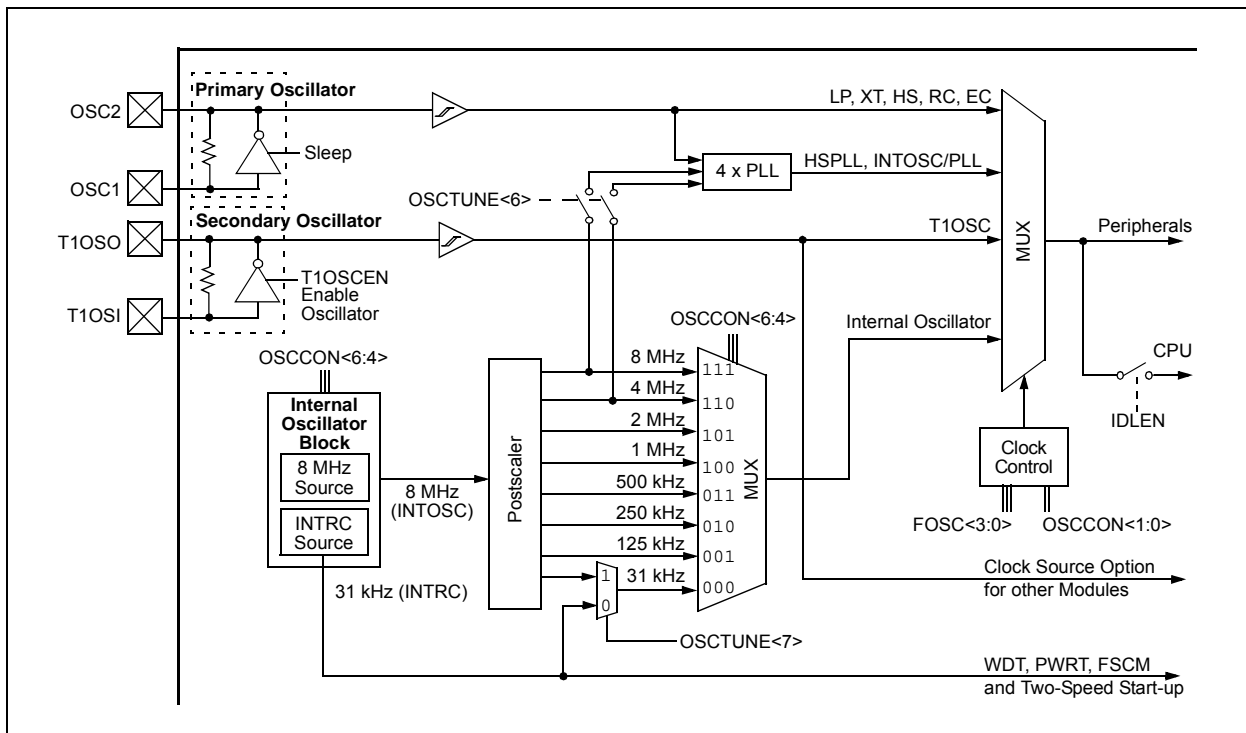 Primary Oscillator
OSC2
LP, XT, HS, RC, EC
Sleep
OSC1
4 x PLL
HSPLL, INTOSC/PLL
OSCTUNE<6>
Secondary Oscillator
T1OSO
T1OSC
MUX
Peripherals
T1OSCEN
Enable
Oscillator
T1OSI
OSCCON<6:4>
Internal Oscillator
OSCCON<6:4>
CPU
IDLEN
Internal
Oscillator
Block
8 MHz
Source
INTRC
Source
8 MHz
(INTOSC)
31 kHz (INTRC)
Postscaler
8 MHz
111
4 MHz
110
2 MHz
101
1 MHz
100
500 kHz
011
250 kHz
010
125 kHz
001
31 kHz
000
MUX
1
0
OSCTUNE<7>
Clock
Control
FOSC<3:0>
OSCCON<1:0>
Clock Source Option
for other Modules
WDT, PWRT, FSCM
and Two-Speed Start-up